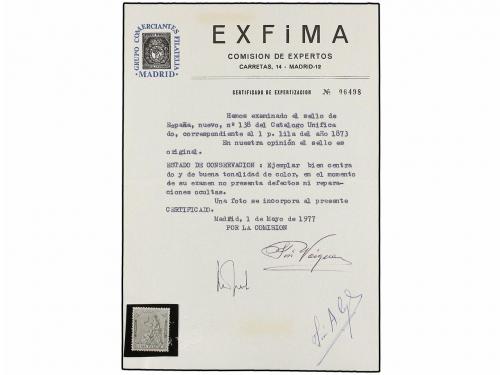 GRUPO COMERCIANTES FILATELIA
· MADRID ·
EXFiMA
COMISION DE EXPERTOS
CARRETAS, 14 - MADRID-12
CERTIFICADO DE EXPERTIZACION Nº 06498
Hemos examinado el sello de
España, nuevo, nº 138 del Catalogo Unifica
do, correspondiente al 1 p. lila del año 1873
En nuestra opinión el sello es
original.
ESTADO DE CONSERVACION : Ejemplar bien centra
do y de buena tonalidad de color, en el momento
de su examen no presenta defectos ni repara
ciones ocultas.
Una foto se incorpora al presente
CERTIFICADO.
Madrid, 1 de Mayo de 1977
POR LA COMISION